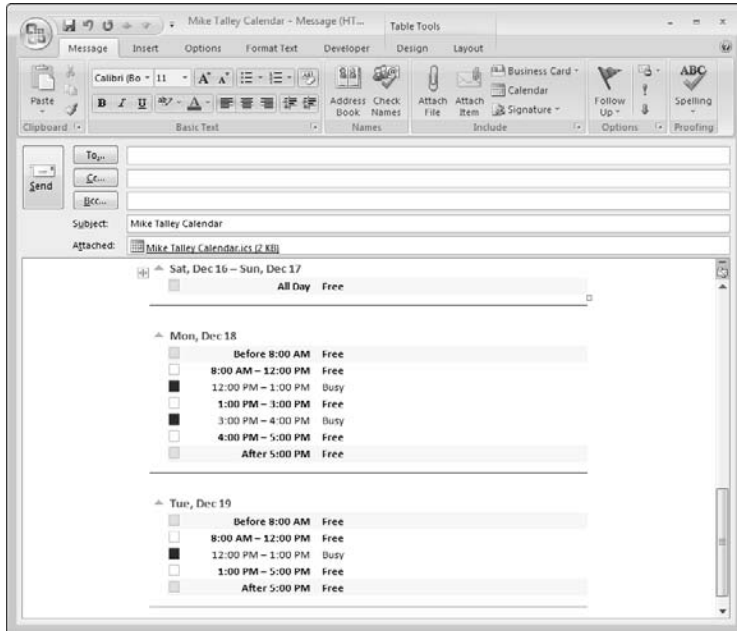 Mike Talley Calendar - Message (HT...
Table Tools
Message Insert Options Format Text Developer Design Layout
Paste
Clipboard
Calibri (Bo 11
B I U
Basic Text
Address Book
Check Names
Names
Attach File
Attach Item
Business Card
Calendar
Signature
Include
Follow Up
Options
ABC
Spelling
Proofing
Send
To...
Cc...
Bcc...
Subject: Mike Talley Calendar
Attached: Mike Talley Calendar.ics (2 KB)
Sat, Dec 16 – Sun, Dec 17
All Day Free
Mon, Dec 18
Before 8:00 AM Free
8:00 AM – 12:00 PM Free
12:00 PM – 1:00 PM Busy
1:00 PM – 3:00 PM Free
3:00 PM – 4:00 PM Busy
4:00 PM – 5:00 PM Free
After 5:00 PM Free
Tue, Dec 19
Before 8:00 AM Free
8:00 AM – 12:00 PM Free
12:00 PM – 1:00 PM Busy
1:00 PM – 5:00 PM Free
After 5:00 PM Free